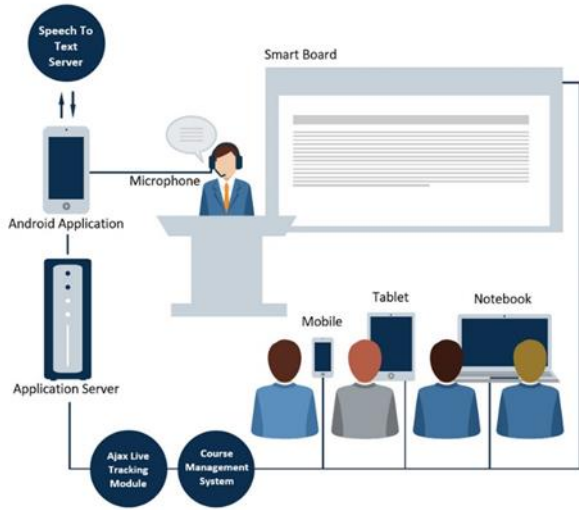 Speech To
Text
Server
Smart Board
Microphone
Android Application
Tablet
Notebook
Mobile
Application Server
Ajax Live
Tracking
Module
Course
Management
System